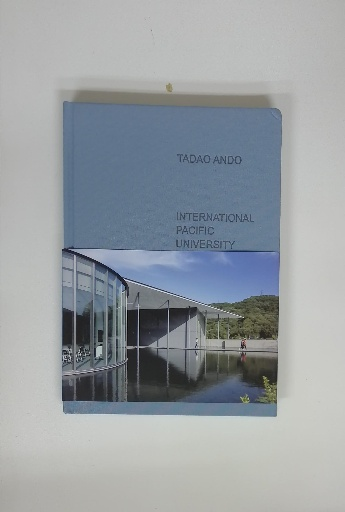 TADAO ANDO
INTERNATIONAL
PACIFIC
UNIVERSITY